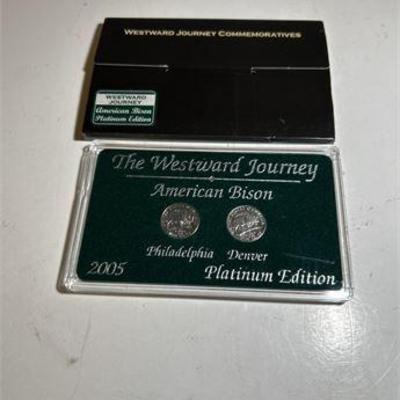 WESTWARD JOURNEY COMMEMORATIVES
WESTWARD
JOURNEY
American Bison
Platinum Edition
The Westward Journey
American Bison
Philadelphia Denver
2005 Platinum Edition